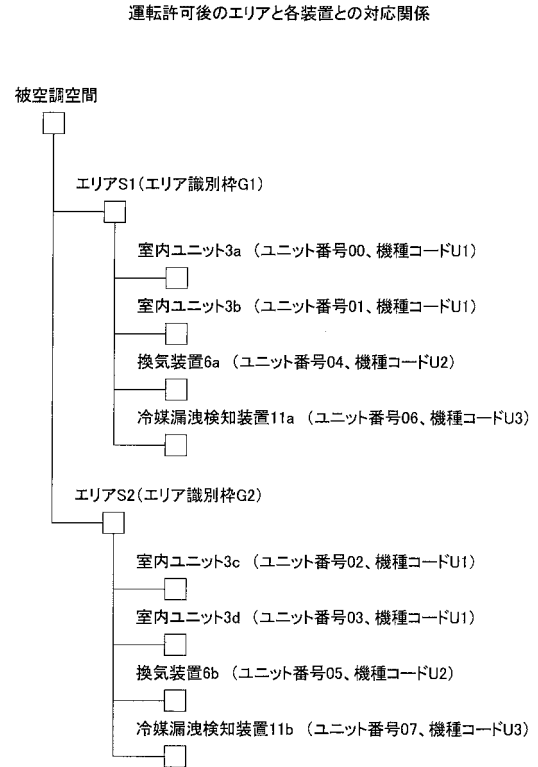 運転許可後のエリアと各装置との対応関係
被空調空間
エリアS1(エリア識別枠G1)
室内ユニット3a (ユニット番号00、機種コードU1)
室内ユニット3b (ユニット番号01、機種コードU1)
換気装置6a (ユニット番号04、機種コードU2)
冷媒漏洩検知装置11a (ユニット番号06、機種コードU3)
エリアS2(エリア識別枠G2)
室内ユニット3c (ユニット番号02、機種コードU1)
室内ユニット3d (ユニット番号03、機種コードU1)
換気装置6b (ユニット番号05、機種コードU2)
冷媒漏洩検知装置11b (ユニット番号07、機種コードU3)